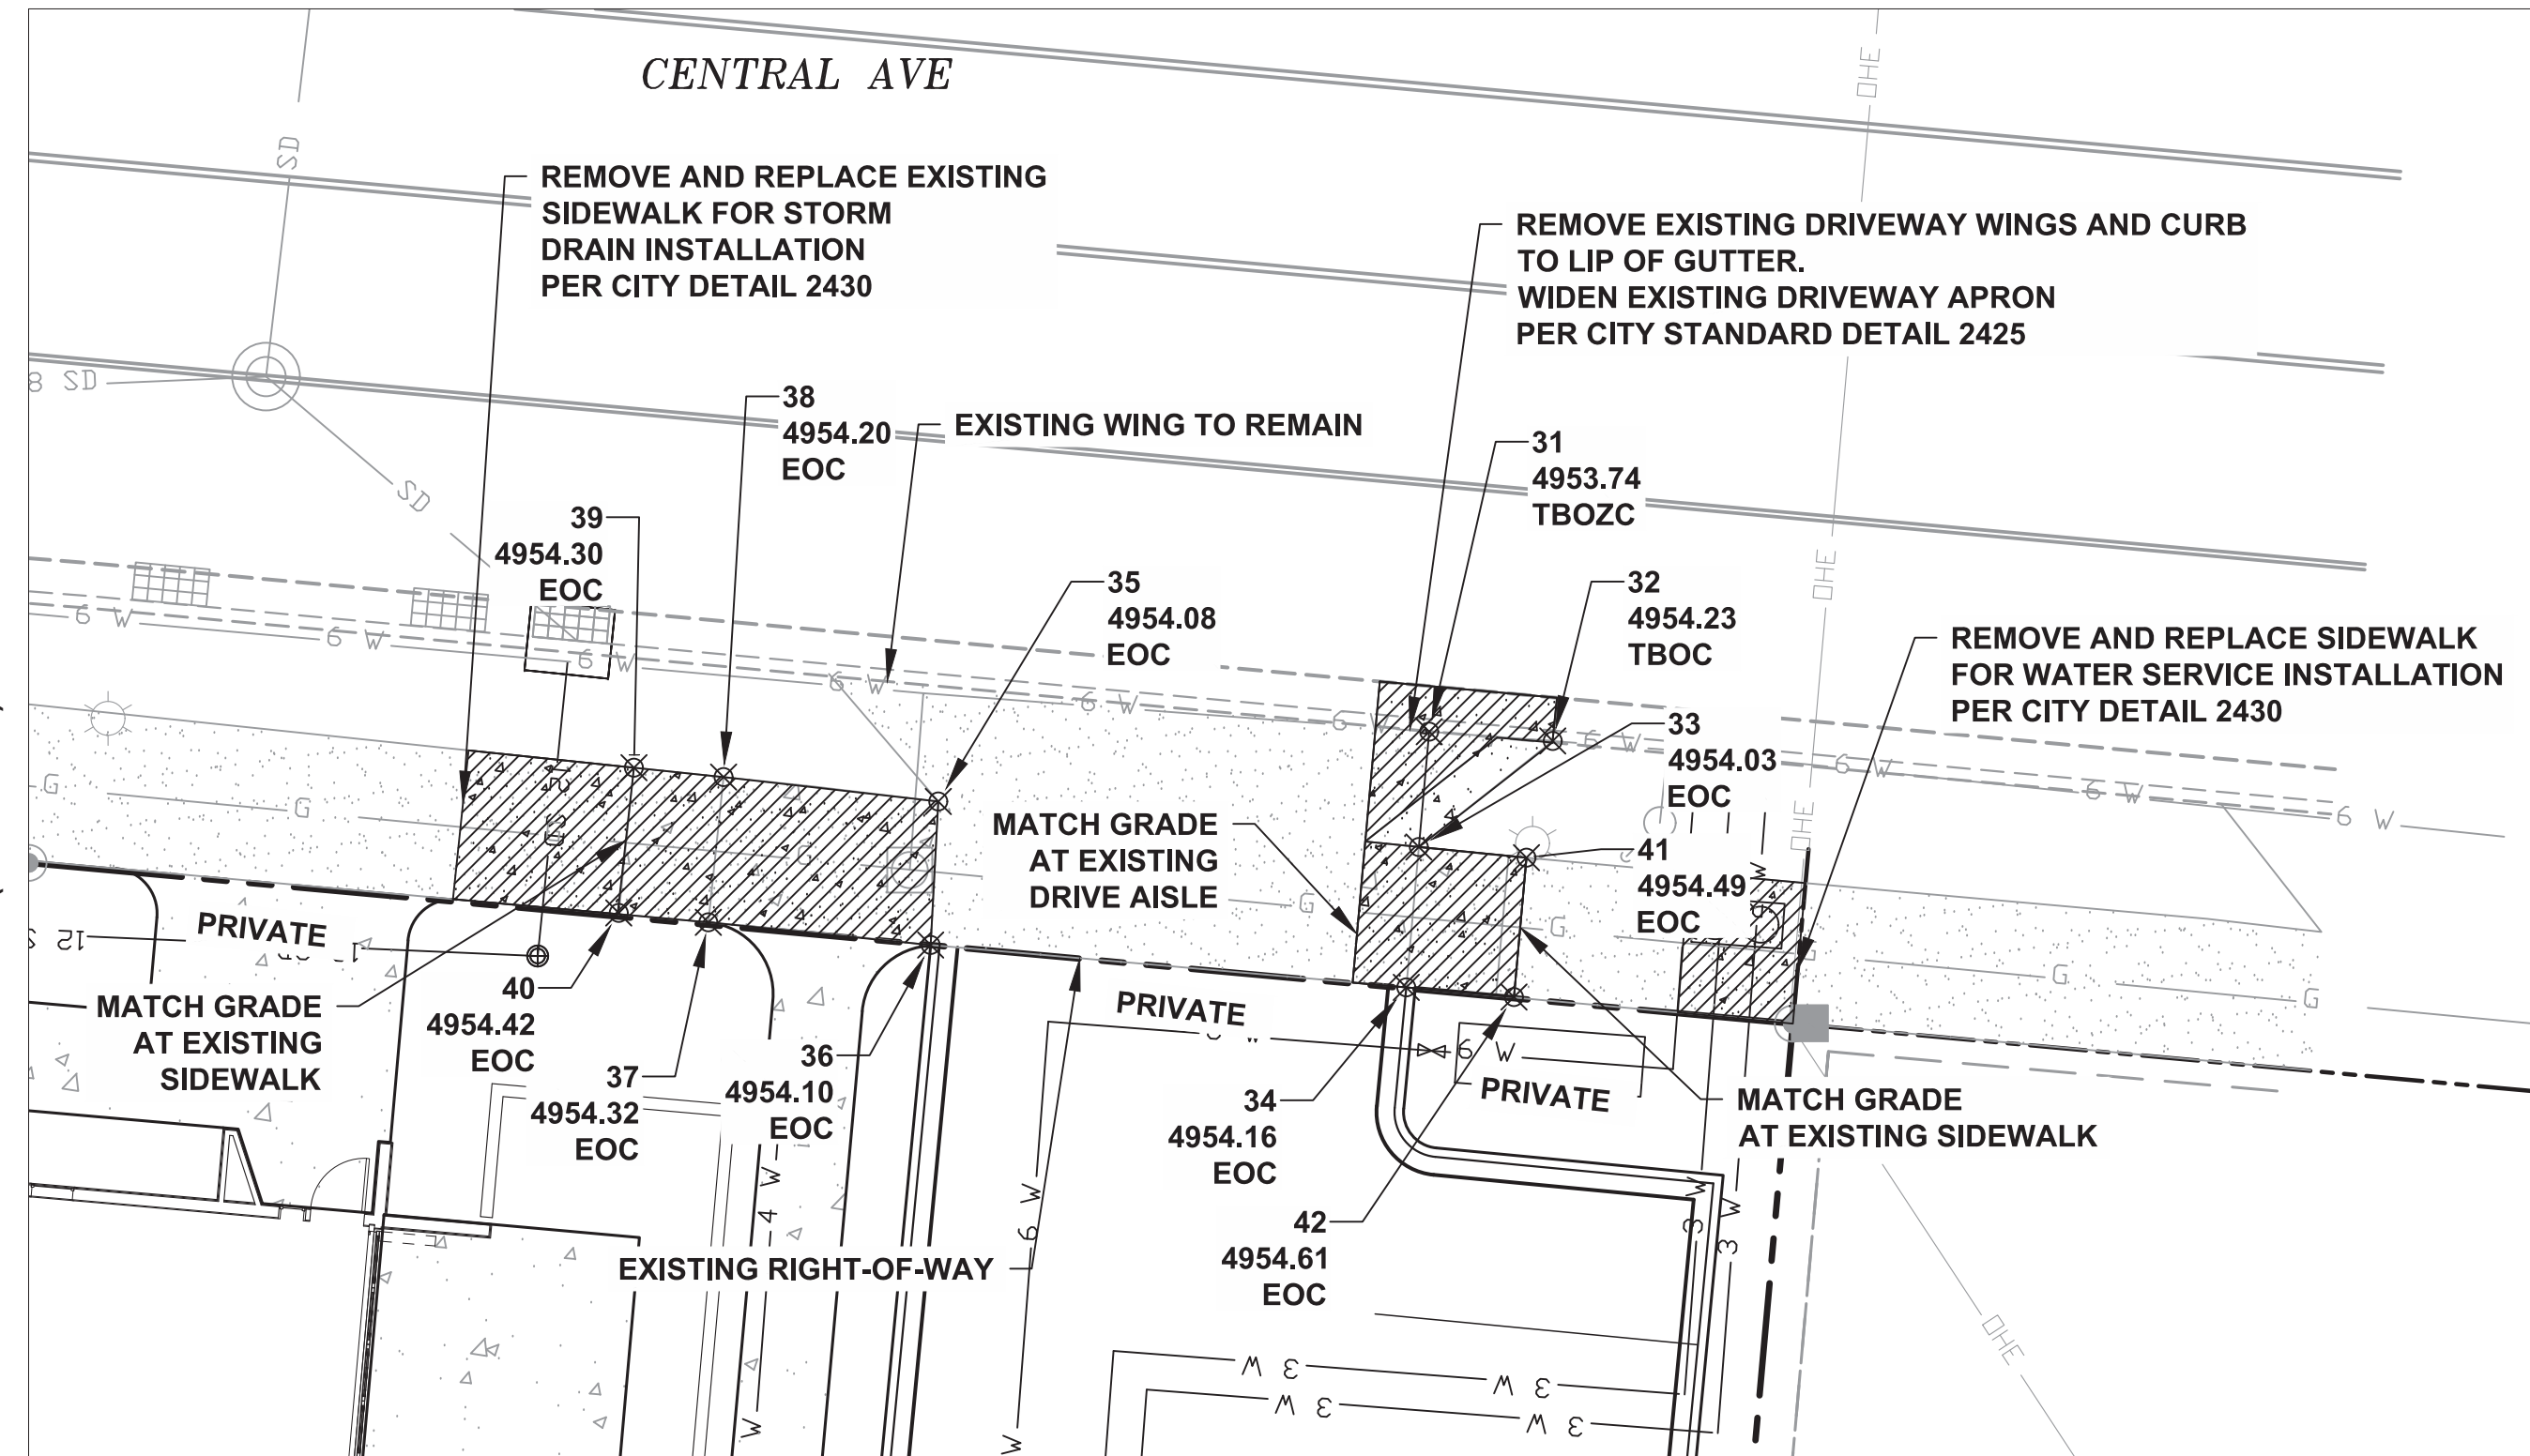 CENTRAL AVE
REMOVE AND REPLACE EXISTING
SIDEWALK FOR STORM
DRAIN INSTALLATION
PER CITY DETAIL 2430
REMOVE EXISTING DRIVEWAY WINGS AND CURB
TO LIP OF GUTTER.
WIDEN EXISTING DRIVEWAY APRON
PER CITY STANDARD DETAIL 2425
38
4954.20
EOC
EXISTING WING TO REMAIN
31
4953.74
TBOZC
39
4954.30
EOC
35
4954.08
EOC
32
4954.23
TBOC
REMOVE AND REPLACE SIDEWALK
FOR WATER SERVICE INSTALLATION
PER CITY DETAIL 2430
33
4954.03
EOC
MATCH GRADE
AT EXISTING
DRIVE AISLE
41
4954.49
EOC
PRIVATE
MATCH GRADE
AT EXISTING
SIDEWALK
40
4954.42
EOC
37
4954.32
EOC
36
4954.10
EOC
PRIVATE
34
4954.16
EOC
PRIVATE
MATCH GRADE
AT EXISTING SIDEWALK
42
4954.61
EOC
EXISTING RIGHT-OF-WAY
SD
8 SD
SD
OHE
OHE
OHE
OHE
6 W
6 W
6 W
6 W
6 W
6 W
6 W
6 W
6 W
G
G
G
G
G
G
G
G
6 W
6 W
4 W
W
W
3 W
3 W
3 W
3 W
3 W
3 W